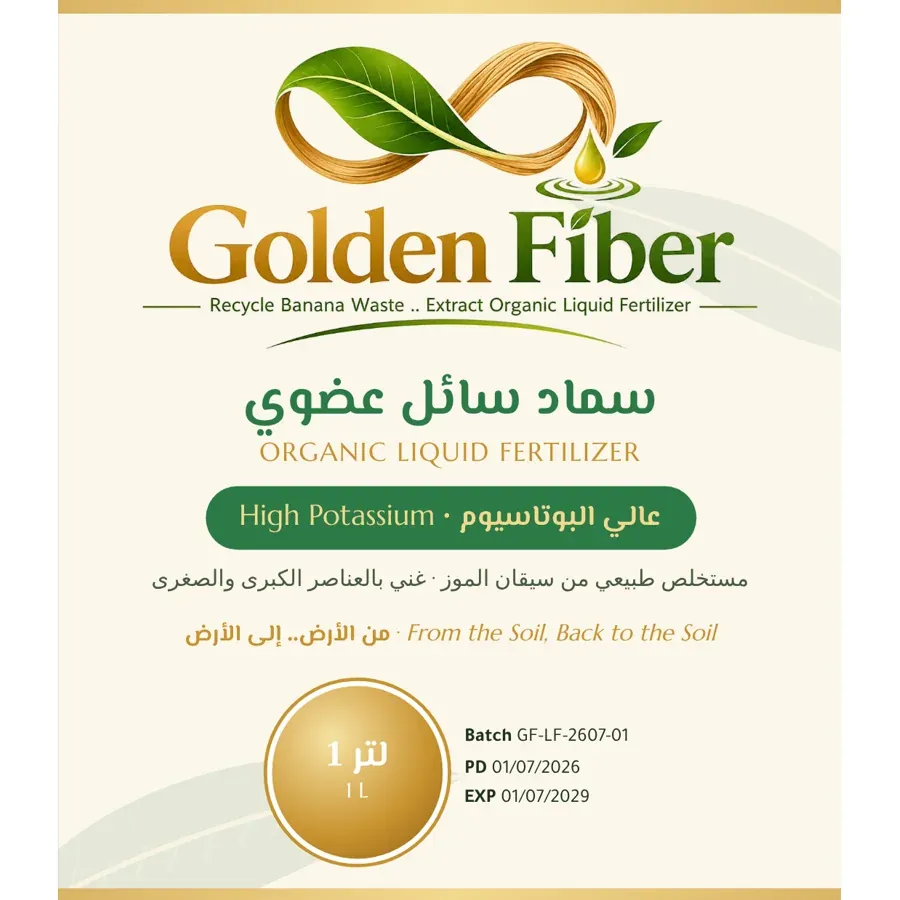 Golden Fiber
Recycle Banana Waste .. Extract Organic Liquid Fertilizer
سماد سائل عضوي
ORGANIC LIQUID FERTILIZER
High Potassium · عالي البوتاسيوم
مستخلص طبيعي من سيقان الموز · غني بالعناصر الكبرى والصغرى
من الأرض.. إلى الأرض · From the Soil, Back to the Soil
1 لتر
1 L
Batch GF-LF-2607-01
PD 01/07/2026
EXP 01/07/2029